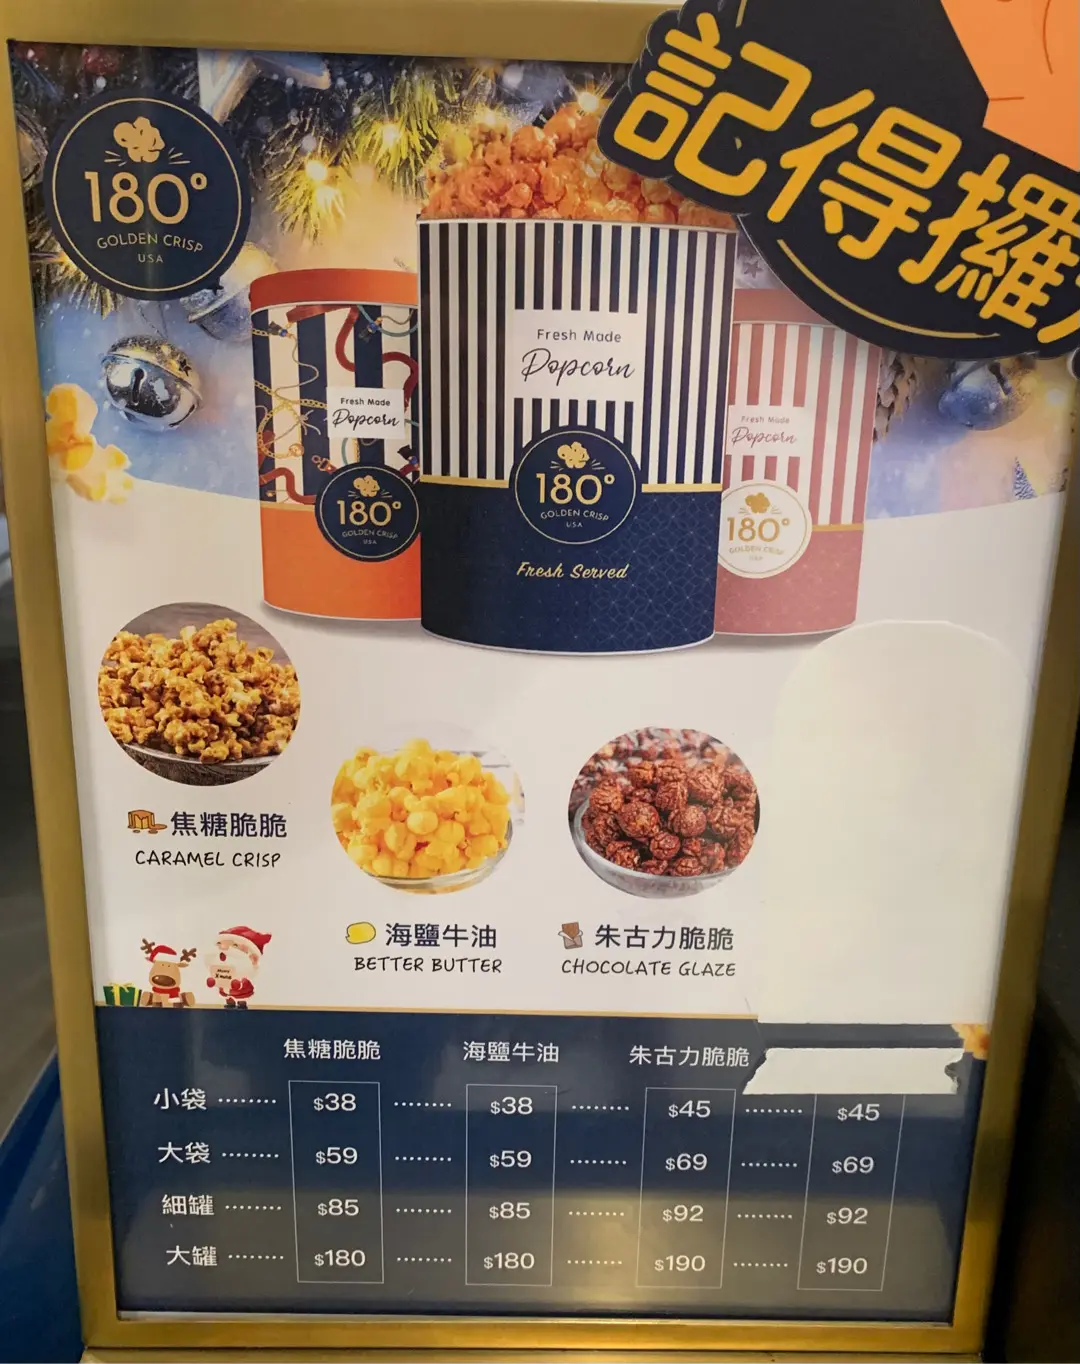 記得攞
180°
GOLDEN CRISP
USA
Fresh Made
Popcorn
Fresh Made
Popcorn
Fresh Made
Popcorn
180°
GOLDEN CRISP
USA
180°
GOLDEN CRISP
USA
180°
GOLDEN CRISP
USA
Fresh Served
焦糖脆脆
CARAMEL CRISP
海鹽牛油
BETTER BUTTER
朱古力脆脆
CHOCOLATE GLAZE
焦糖脆脆 海鹽牛油 朱古力脆脆
小袋 ········ $38 ········ $38 ········ $45 ········ $45
大袋 ········ $59 ········ $59 ········ $69 ········ $69
細罐 ········ $85 ········ $85 ········ $92 ········ $92
大罐 ········ $180 ········ $180 ········ $190 ········ $190